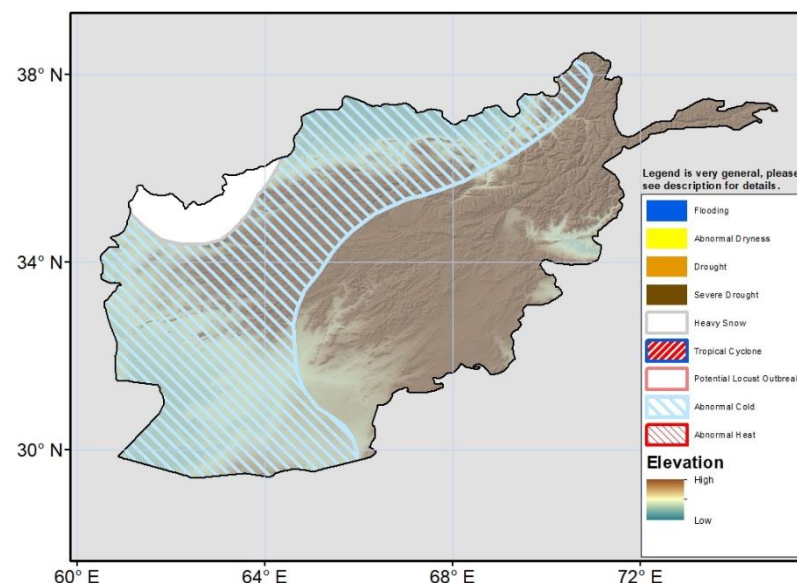 38° N
34° N
30° N
60° E
64° E
68° E
72° E
Legend is very general, please
see description for details.
Flooding
Abnormal Dryness
Drought
Severe Drought
Heavy Snow
Tropical Cyclone
Potential Locust Outbreak
Abnormal Cold
Abnormal Heat
Elevation
High
Low